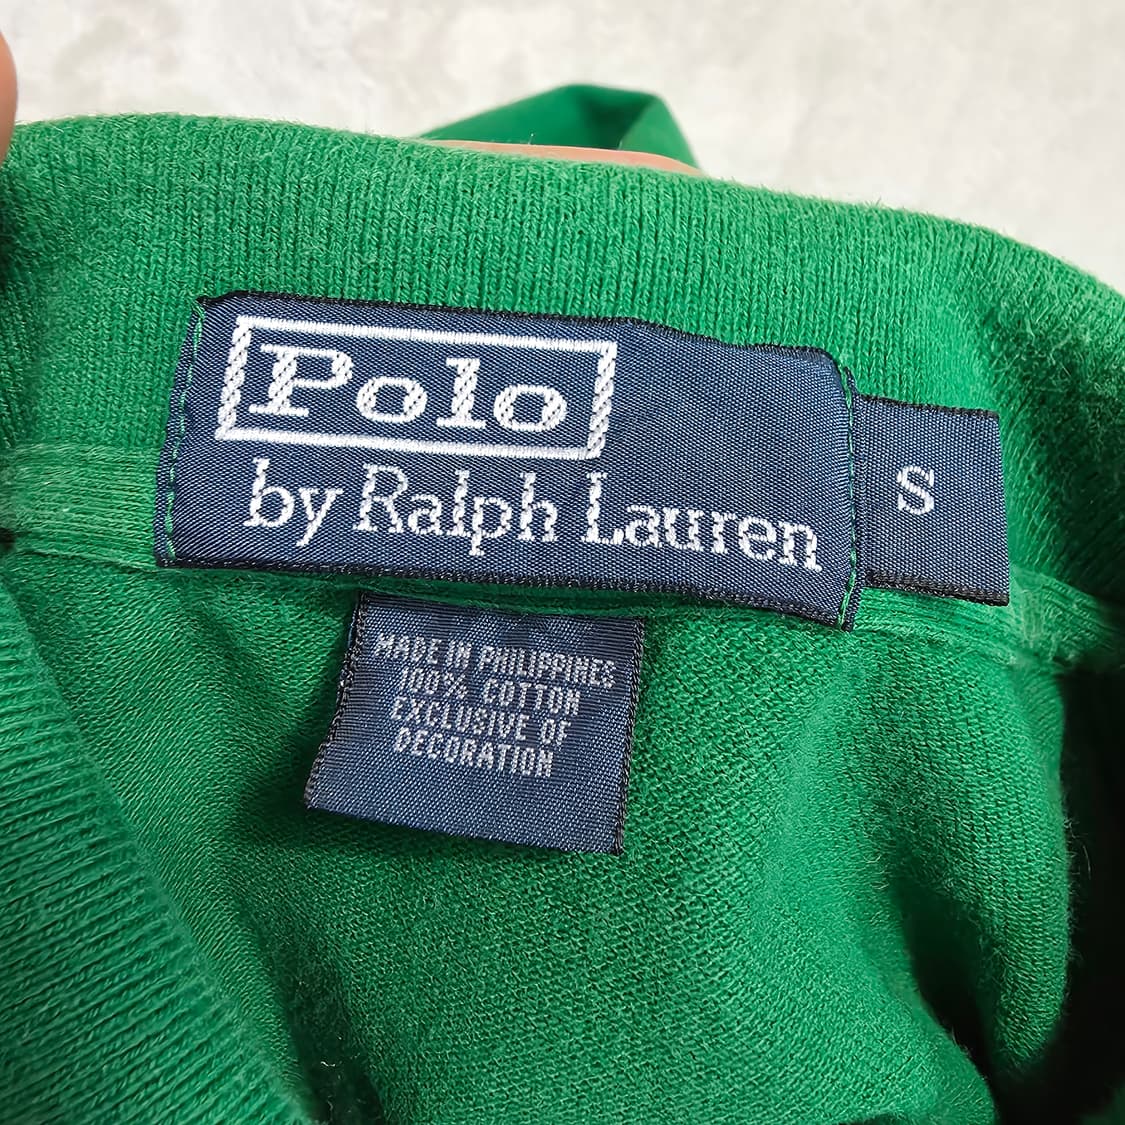 Polo
by Ralph Lauren
S
MADE IN PHILIPPINES
100% COTTON
EXCLUSIVE OF
DECORATION